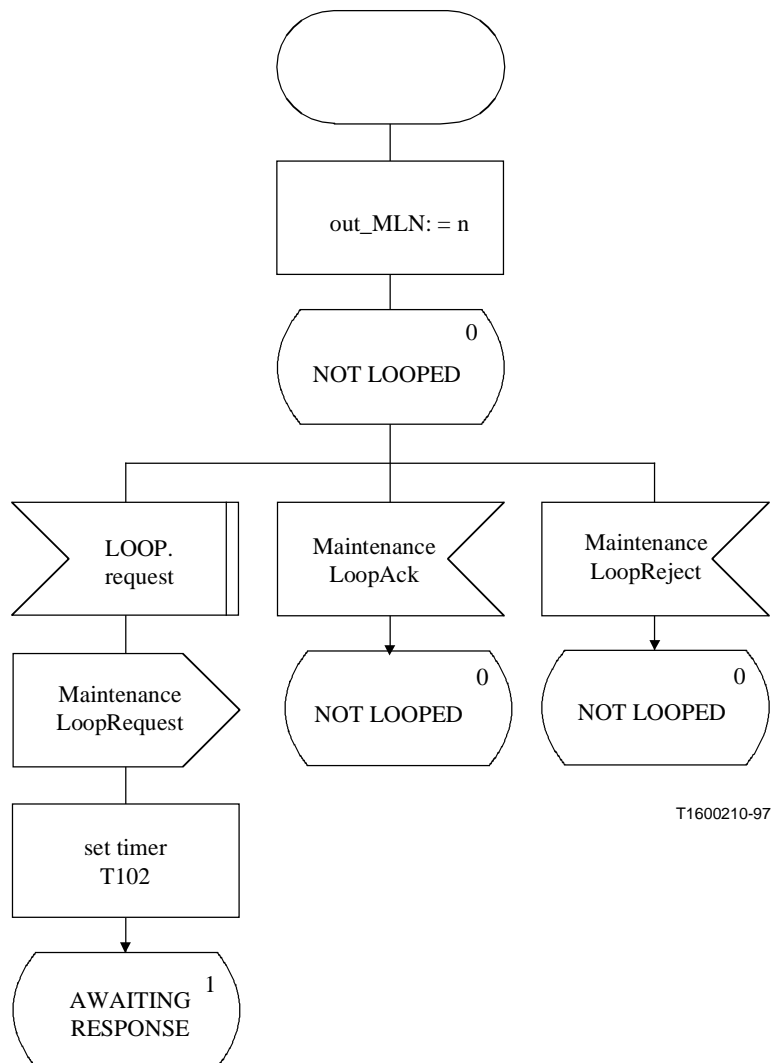 out_MLN: = n
0
NOT LOOPED
LOOP.
request
Maintenance
LoopAck
Maintenance
LoopReject
Maintenance
LoopRequest
0
NOT LOOPED
0
NOT LOOPED
T1600210-97
set timer
T102
1
AWAITING
RESPONSE